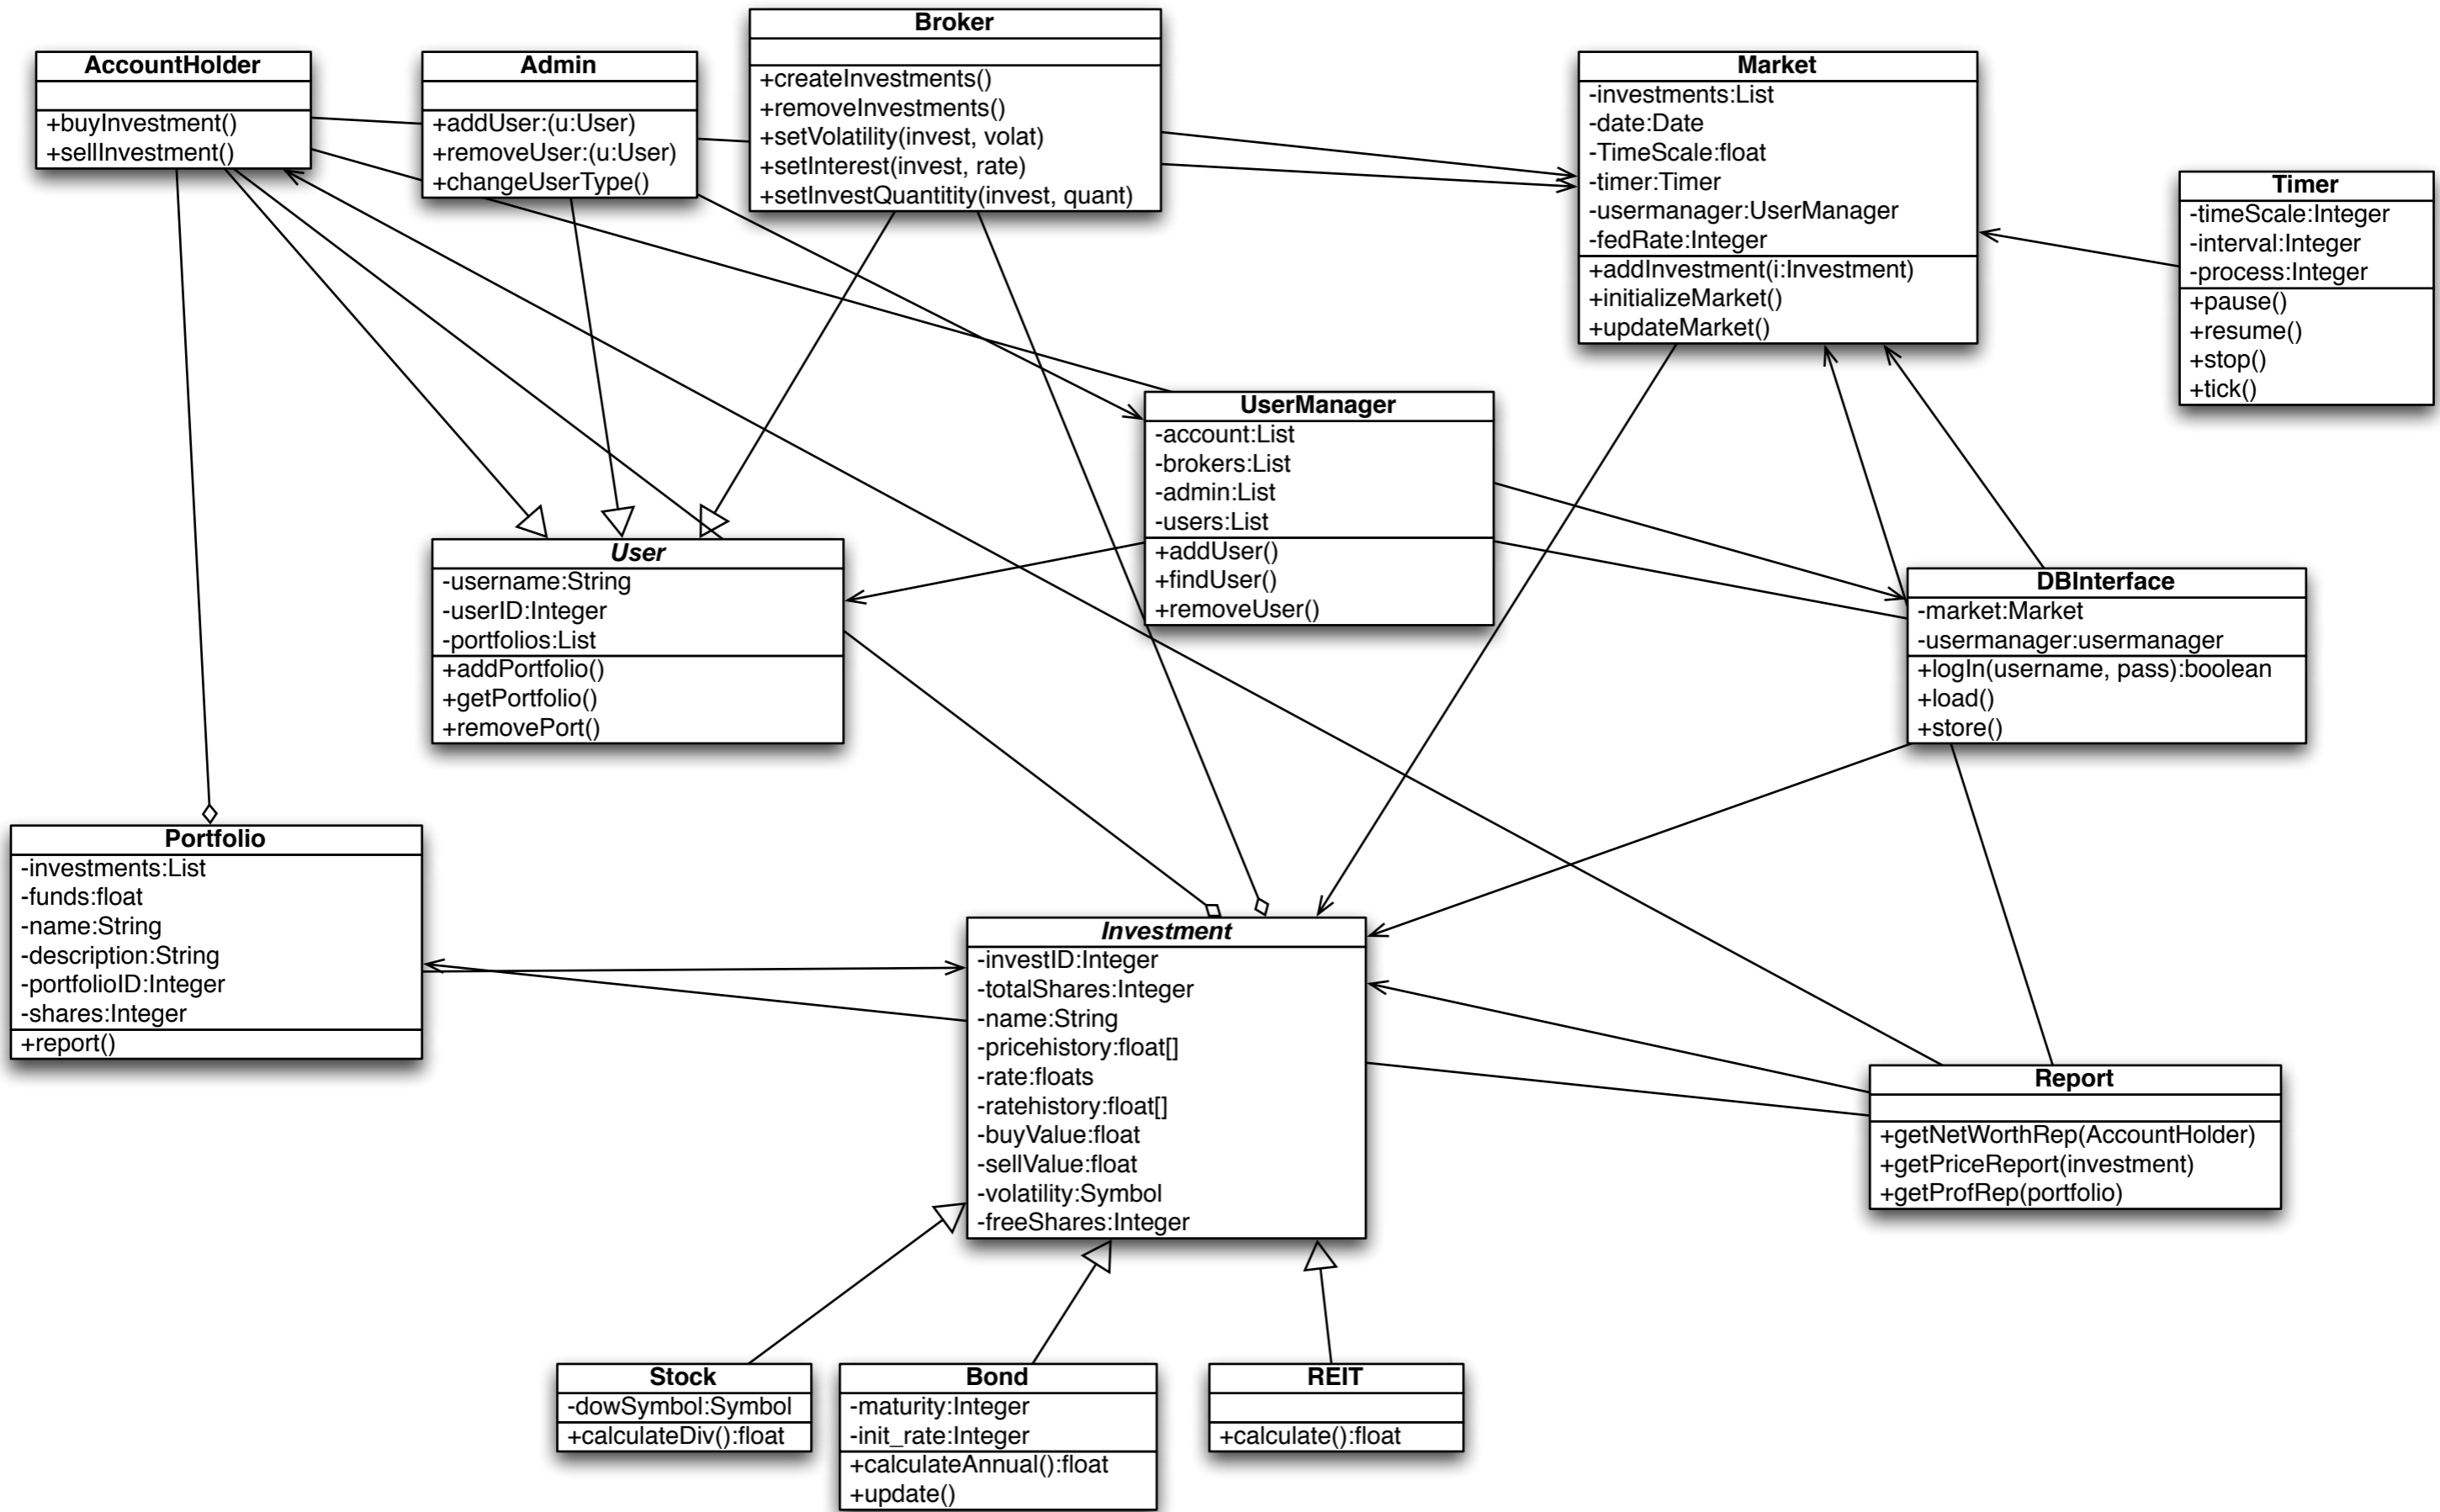 AccountHolder
+buyInvestment()
+sellInvestment()
Admin
+addUser:(u:User)
+removeUser:(u:User)
+changeUserType()
Broker
+createInvestments()
+removeInvestments()
+setVolatility(invest, volat)
+setInterest(invest, rate)
+setInvestQuantitity(invest, quant)
Market
-investments:List
-date:Date
-TimeScale:float
-timer:Timer
-usermanager:UserManager
-fedRate:Integer
+addInvestment(i:Investment)
+initializeMarket()
+updateMarket()
Timer
-timeScale:Integer
-interval:Integer
-process:Integer
+pause()
+resume()
+stop()
+tick()
UserManager
-account:List
-brokers:List
-admin:List
-users:List
+addUser()
+findUser()
+removeUser()
User
-username:String
-userID:Integer
-portfolios:List
+addPortfolio()
+getPortfolio()
+removePort()
DBInterface
-market:Market
-usermanager:usermanager
+logIn(username, pass):boolean
+load()
+store()
Portfolio
-investments:List
-funds:float
-name:String
-description:String
-portfolioID:Integer
-shares:Integer
+report()
Investment
-investID:Integer
-totalShares:Integer
-name:String
-pricehistory:float[]
-rate:floats
-ratehistory:float[]
-buyValue:float
-sellValue:float
-volatility:Symbol
-freeShares:Integer
Report
+getNetWorthRep(AccountHolder)
+getPriceReport(investment)
+getProfRep(portfolio)
Stock
-dowSymbol:Symbol
+calculateDiv():float
Bond
-maturity:Integer
-init_rate:Integer
+calculateAnnual():float
+update()
REIT
+calculate():float